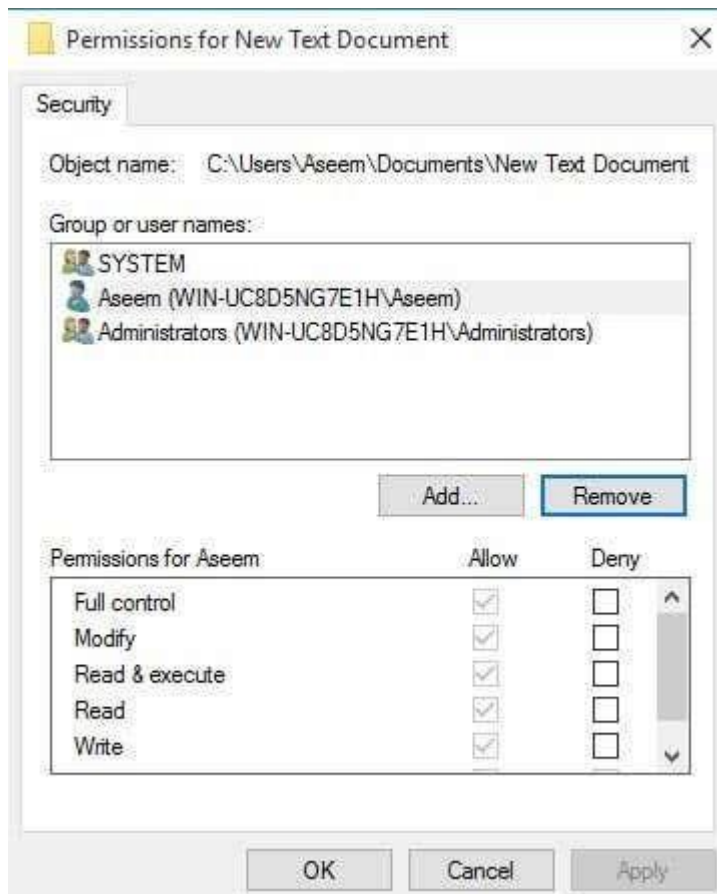 Permissions for New Text Document
Security
Object name: C:\Users\Aseem\Documents\New Text Document
Group or user names:
SYSTEM
Aseem (WIN-UC8D5NG7E1H\Aseem)
Administrators (WIN-UC8D5NG7E1H\Administrators)
Add... Remove
Permissions for Aseem Allow Deny
Full control
Modify
Read & execute
Read
Write
OK Cancel Apply